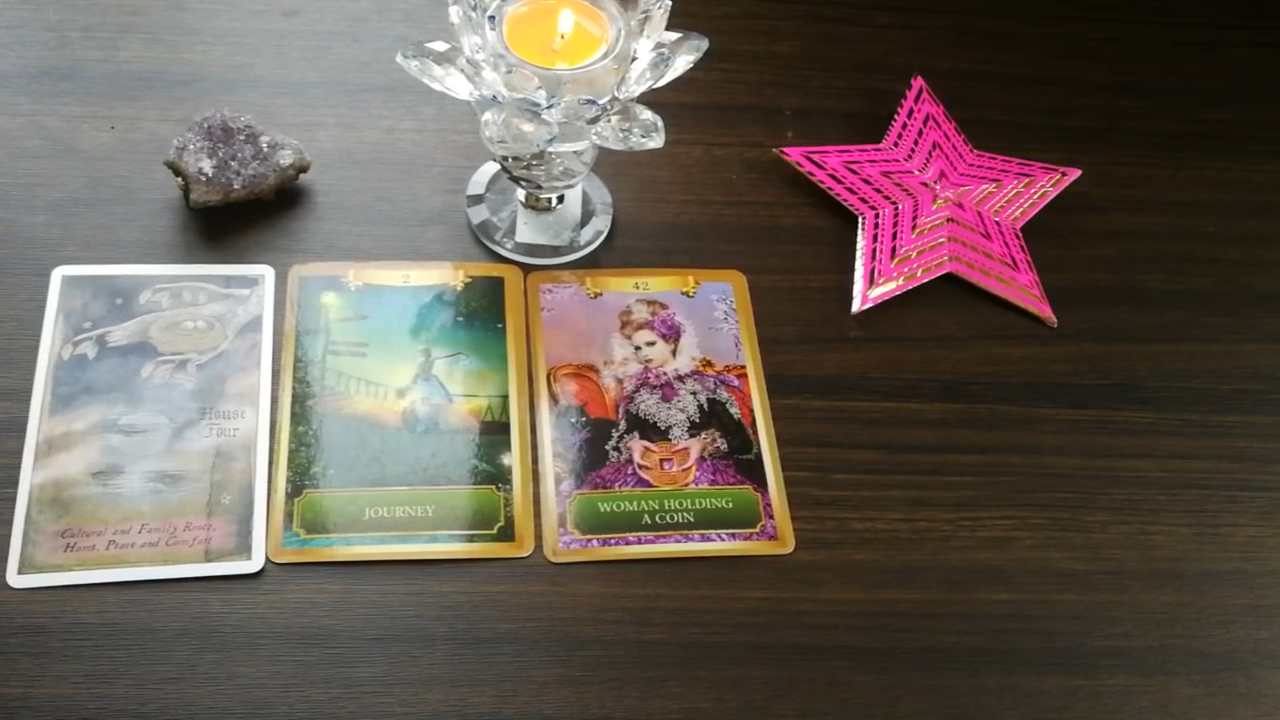 House
Four
Cultural and Family Roots,
Home, Peace and Comfort
2
JOURNEY
42
WOMAN HOLDING
A COIN